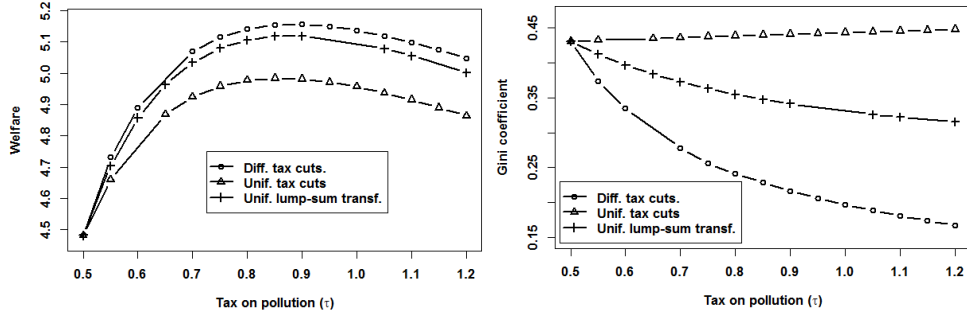 Welfare
5.2
5.1
5.0
4.9
4.8
4.7
4.6
4.5
Diff. tax cuts.
Unif. tax cuts
Unif. lump-sum transf.
0.5 0.6 0.7 0.8 0.9 1.0 1.1 1.2
Tax on pollution (τ)
Gini coefficient
0.45
0.35
0.25
0.15
Diff. tax cuts.
Unif. tax cuts
Unif. lump-sum transf.
0.5 0.6 0.7 0.8 0.9 1.0 1.1 1.2
Tax on pollution (τ)